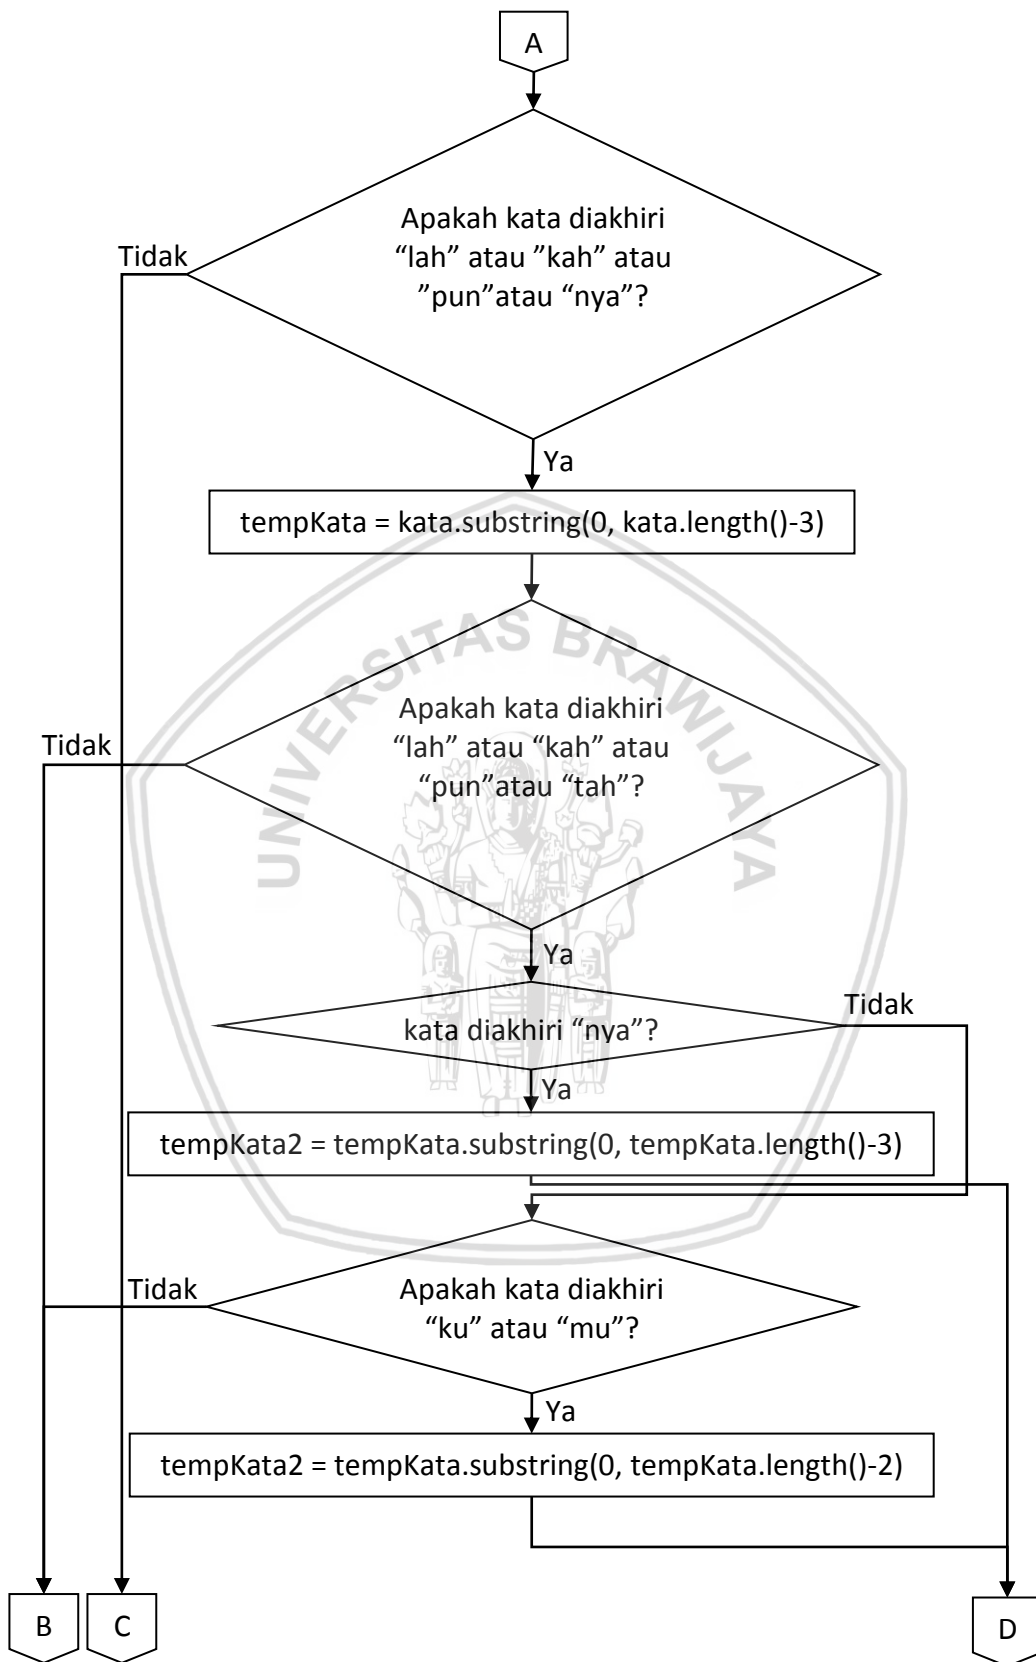 A
Apakah kata diakhiri
Tidak
“lah” atau ”kah” atau
”pun”atau “nya”?
Ya
tempKata = kata.substring(0, kata.length()-3)
UNIVERSITAS BRAWIJAYA
Apakah kata diakhiri
Tidak
“lah” atau “kah” atau
“pun”atau “tah”?
Ya
Tidak
kata diakhiri “nya”?
Ya
tempKata2 = tempKata.substring(0, tempKata.length()-3)
Tidak
Apakah kata diakhiri
“ku” atau “mu”?
Ya
tempKata2 = tempKata.substring(0, tempKata.length()-2)
B
C
D